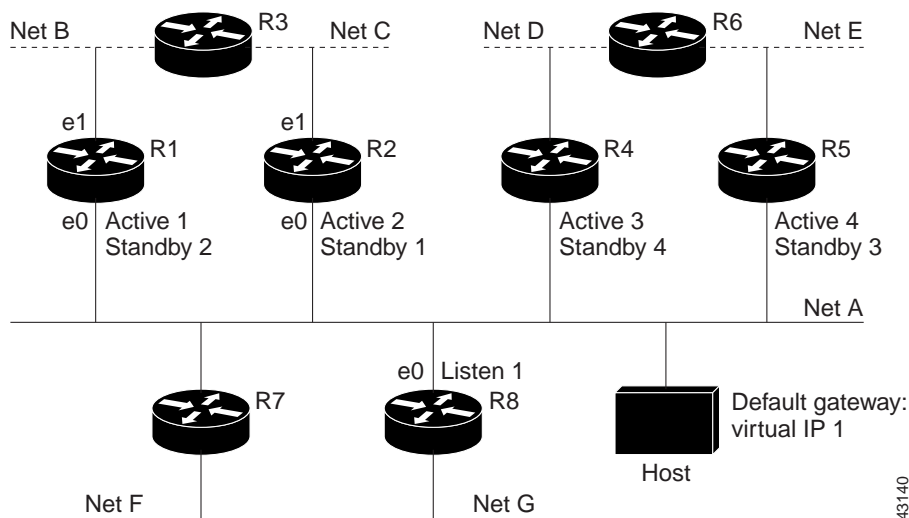 Net B
R3
Net C
Net D
R6
Net E
e1
R1
e1
R2
R4
R5
e0
Active 1
Standby 2
e0
Active 2
Standby 1
Active 3
Standby 4
Active 4
Standby 3
Net A
R7
e0
Listen 1
R8
Default gateway:
virtual IP 1
Host
Net F
Net G
43140